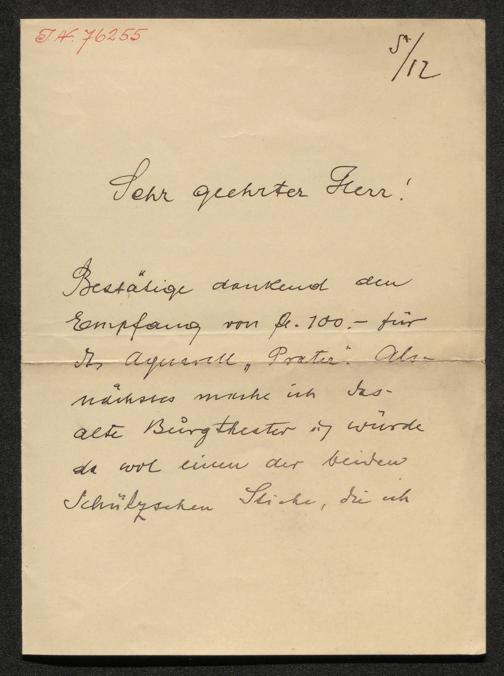 I.N. 76255
5/12
Sehr geehrter Herr!
Bestätige dankend den
Empfang von fl. 100.– für
das Aquarell „Prater“. Als
nächstes mache ich das
alte Burgtheater u würde
da wol einen der beiden
Schützschen Stiche, die ich